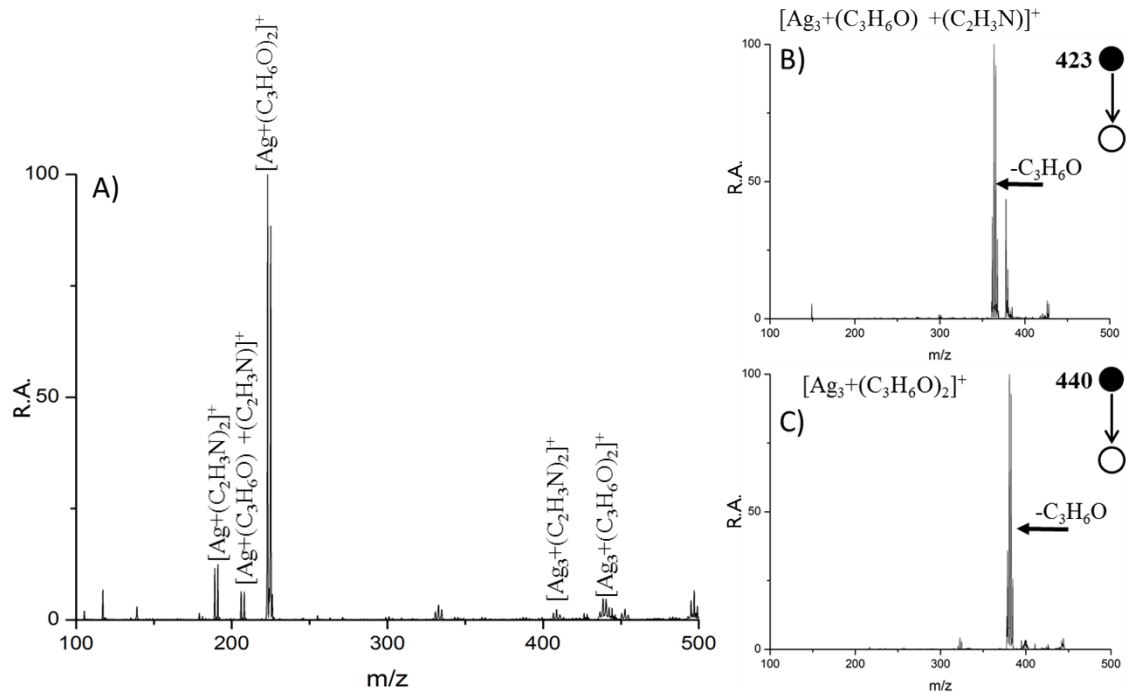 A)
[Ag+(C₂H₃N)₂]⁺
[Ag+(C₃H₆O) +(C₂H₃N)]⁺
[Ag+(C₃H₆O)₂]⁺
[Ag₃+(C₂H₃N)₂]⁺
[Ag₃+(C₃H₆O)₂]⁺
R.A.
100
50
0
100 200 300 400 500
m/z
[Ag₃+(C₃H₆O) +(C₂H₃N)]⁺
B)
423
-C₃H₆O
R.A.
100
50
0
100 200 300 400 500
m/z
[Ag₃+(C₃H₆O)₂]⁺
C)
440
-C₃H₆O
R.A.
100
50
0
100 200 300 400 500
m/z